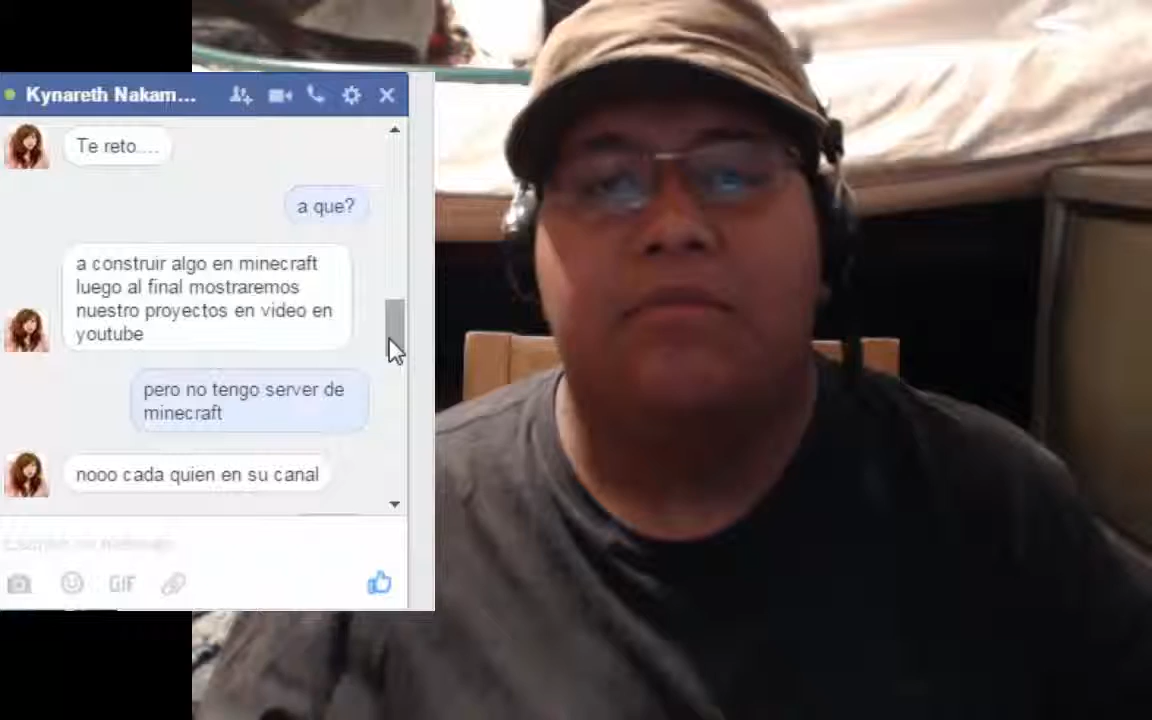 Kynareth Nakam...
Te reto....
a que?
a construir algo en minecraft
luego al final mostraremos
nuestro proyectos en video en
youtube
pero no tengo server de
minecraft
nooo cada quien en su canal
GIF